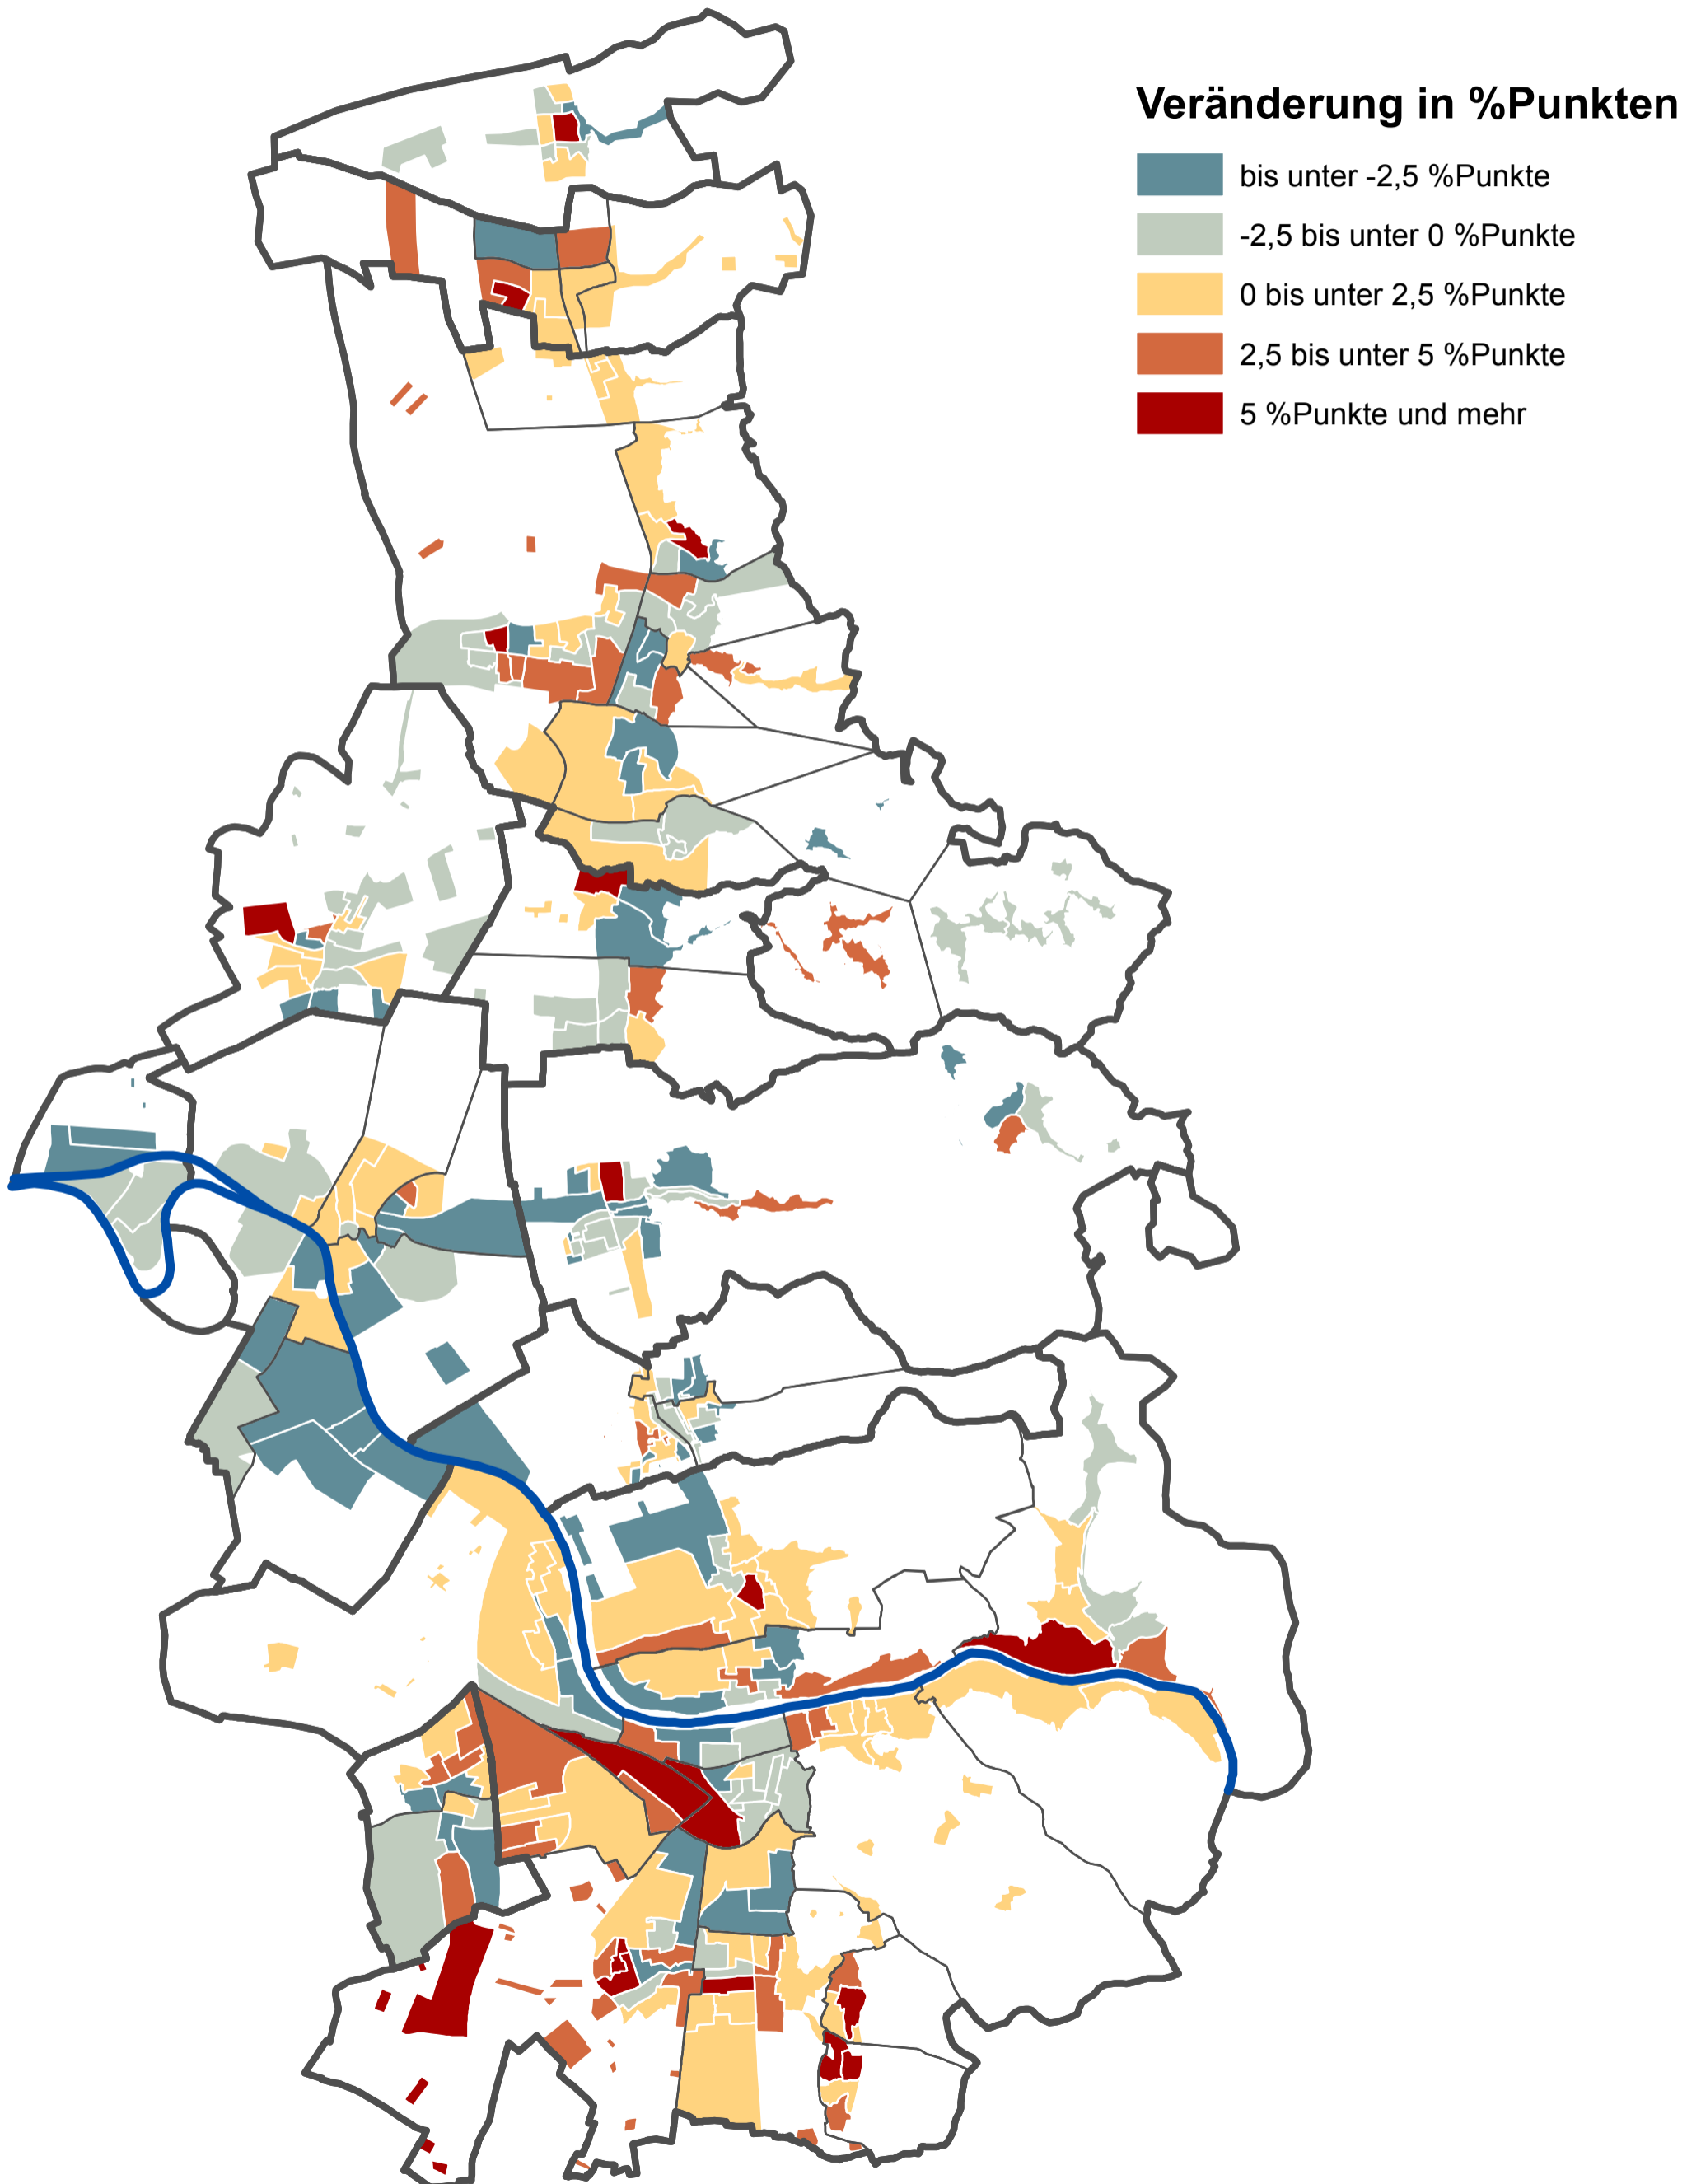 Veränderung in %Punkten
bis unter -2,5 %Punkte
-2,5 bis unter 0 %Punkte
0 bis unter 2,5 %Punkte
2,5 bis unter 5 %Punkte
5 %Punkte und mehr